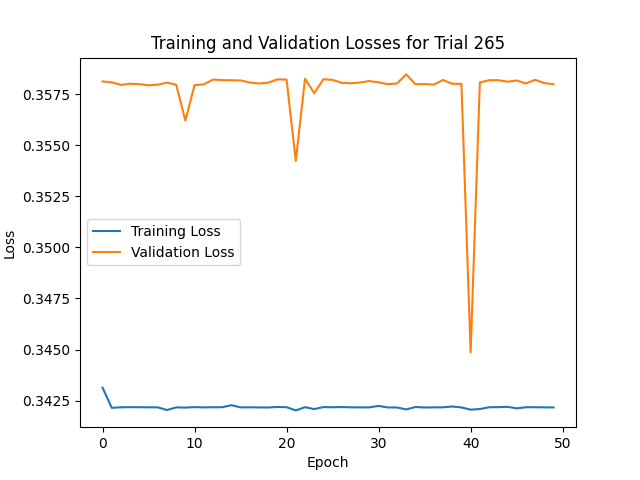 Training and Validation Losses for Trial 265
Loss
0.3575
0.3550
0.3525
0.3500
0.3475
0.3450
0.3425
Training Loss
Validation Loss
0
10
20
30
40
50
Epoch